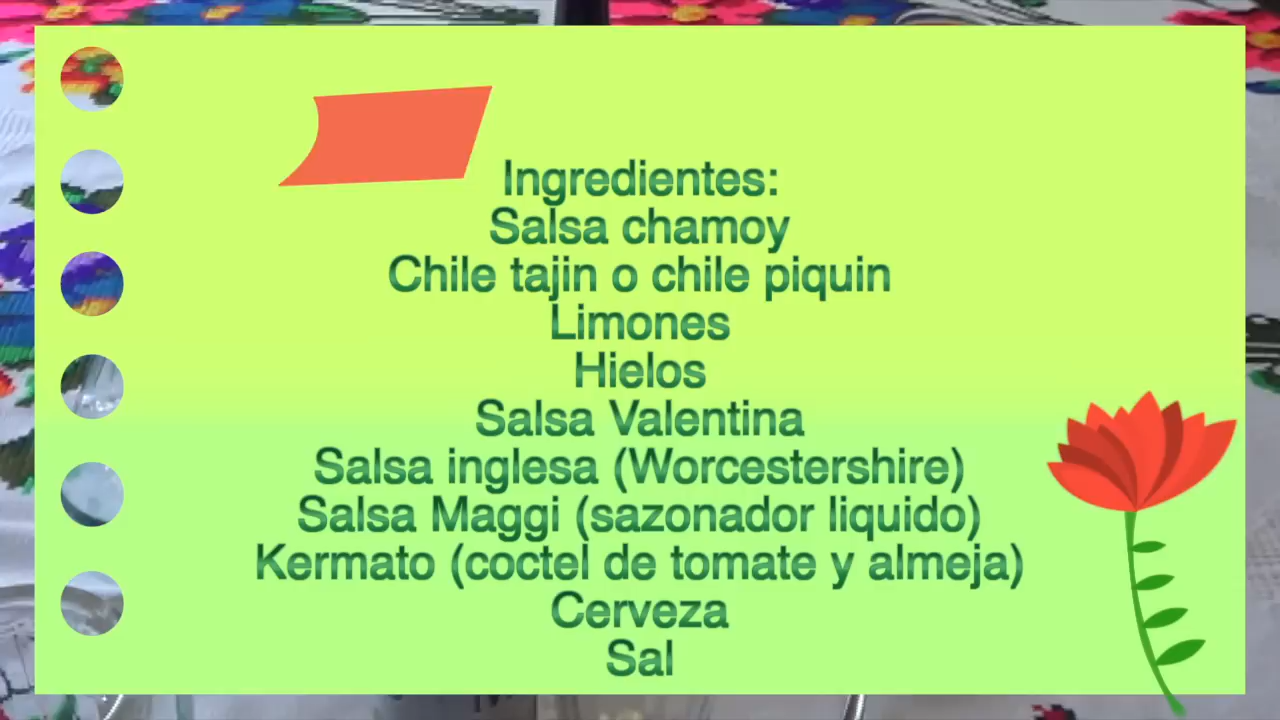 Ingredientes:
Salsa chamoy
Chile tajin o chile piquin
Limones
Hielos
Salsa Valentina
Salsa inglesa (Worcestershire)
Salsa Maggi (sazonador liquido)
Kermato (coctel de tomate y almeja)
Cerveza
Sal